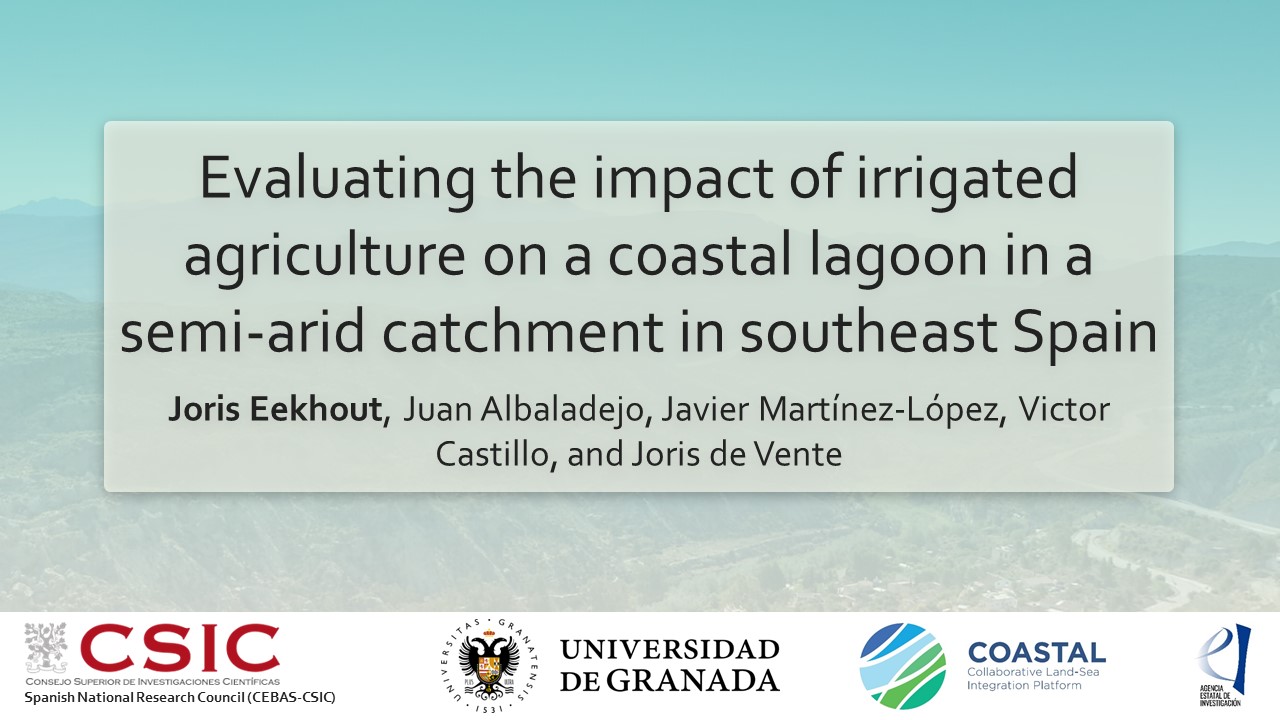 Evaluating the impact of irrigated
agriculture on a coastal lagoon in a
semi-arid catchment in southeast Spain
Joris Eekhout, Juan Albaladejo, Javier Martínez-López, Victor
Castillo, and Joris de Vente
CSIC
CONSEJO SUPERIOR DE INVESTIGACIONES CIENTÍFICAS
Spanish National Research Council (CEBAS-CSIC)
UNIVERSITAS · GRANATENSIS
PLUS ULTRA
· 1531 ·
UNIVERSIDAD
DE GRANADA
COASTAL
Collaborative Land-Sea
Integration Platform
AGENCIA
ESTATAL DE
INVESTIGACIÓN